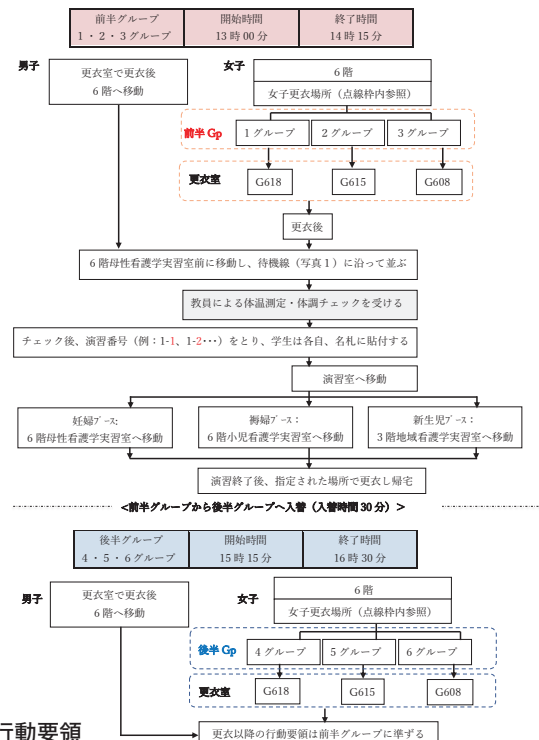 前半グループ 開始時間 終了時間
1・2・3グループ 13時00分 14時15分
男子
更衣室で更衣後
6階へ移動
女子
6階
女子更衣場所（点線枠内参照）
前半Gp
1グループ 2グループ 3グループ
更衣室
G618 G615 G608
更衣後
6階母性看護学実習室前に移動し、待機線（写真1）に沿って並ぶ
教員による体温測定・体調チェックを受ける
チェック後、演習番号（例：1-1、1-2･･･）をとり、学生は各自、名札に貼付する
演習室へ移動
妊婦ﾌﾞｰｽ:
6階母性看護学実習室へ移動
褥婦ﾌﾞｰｽ：
6階小児看護学実習室へ移動
新生児ﾌﾞｰｽ：
3階地域看護学実習室へ移動
演習終了後、指定された場所で更衣し帰宅
<前半グループから後半グループへ入替（入替時間30分）>
後半グループ 開始時間 終了時間
4・5・6グループ 15時15分 16時30分
男子
更衣室で更衣後
6階へ移動
女子
6階
女子更衣場所（点線枠内参照）
後半Gp
4グループ 5グループ 6グループ
更衣室
G618 G615 G608
更衣以降の行動要領は前半グループに準ずる
行動要領